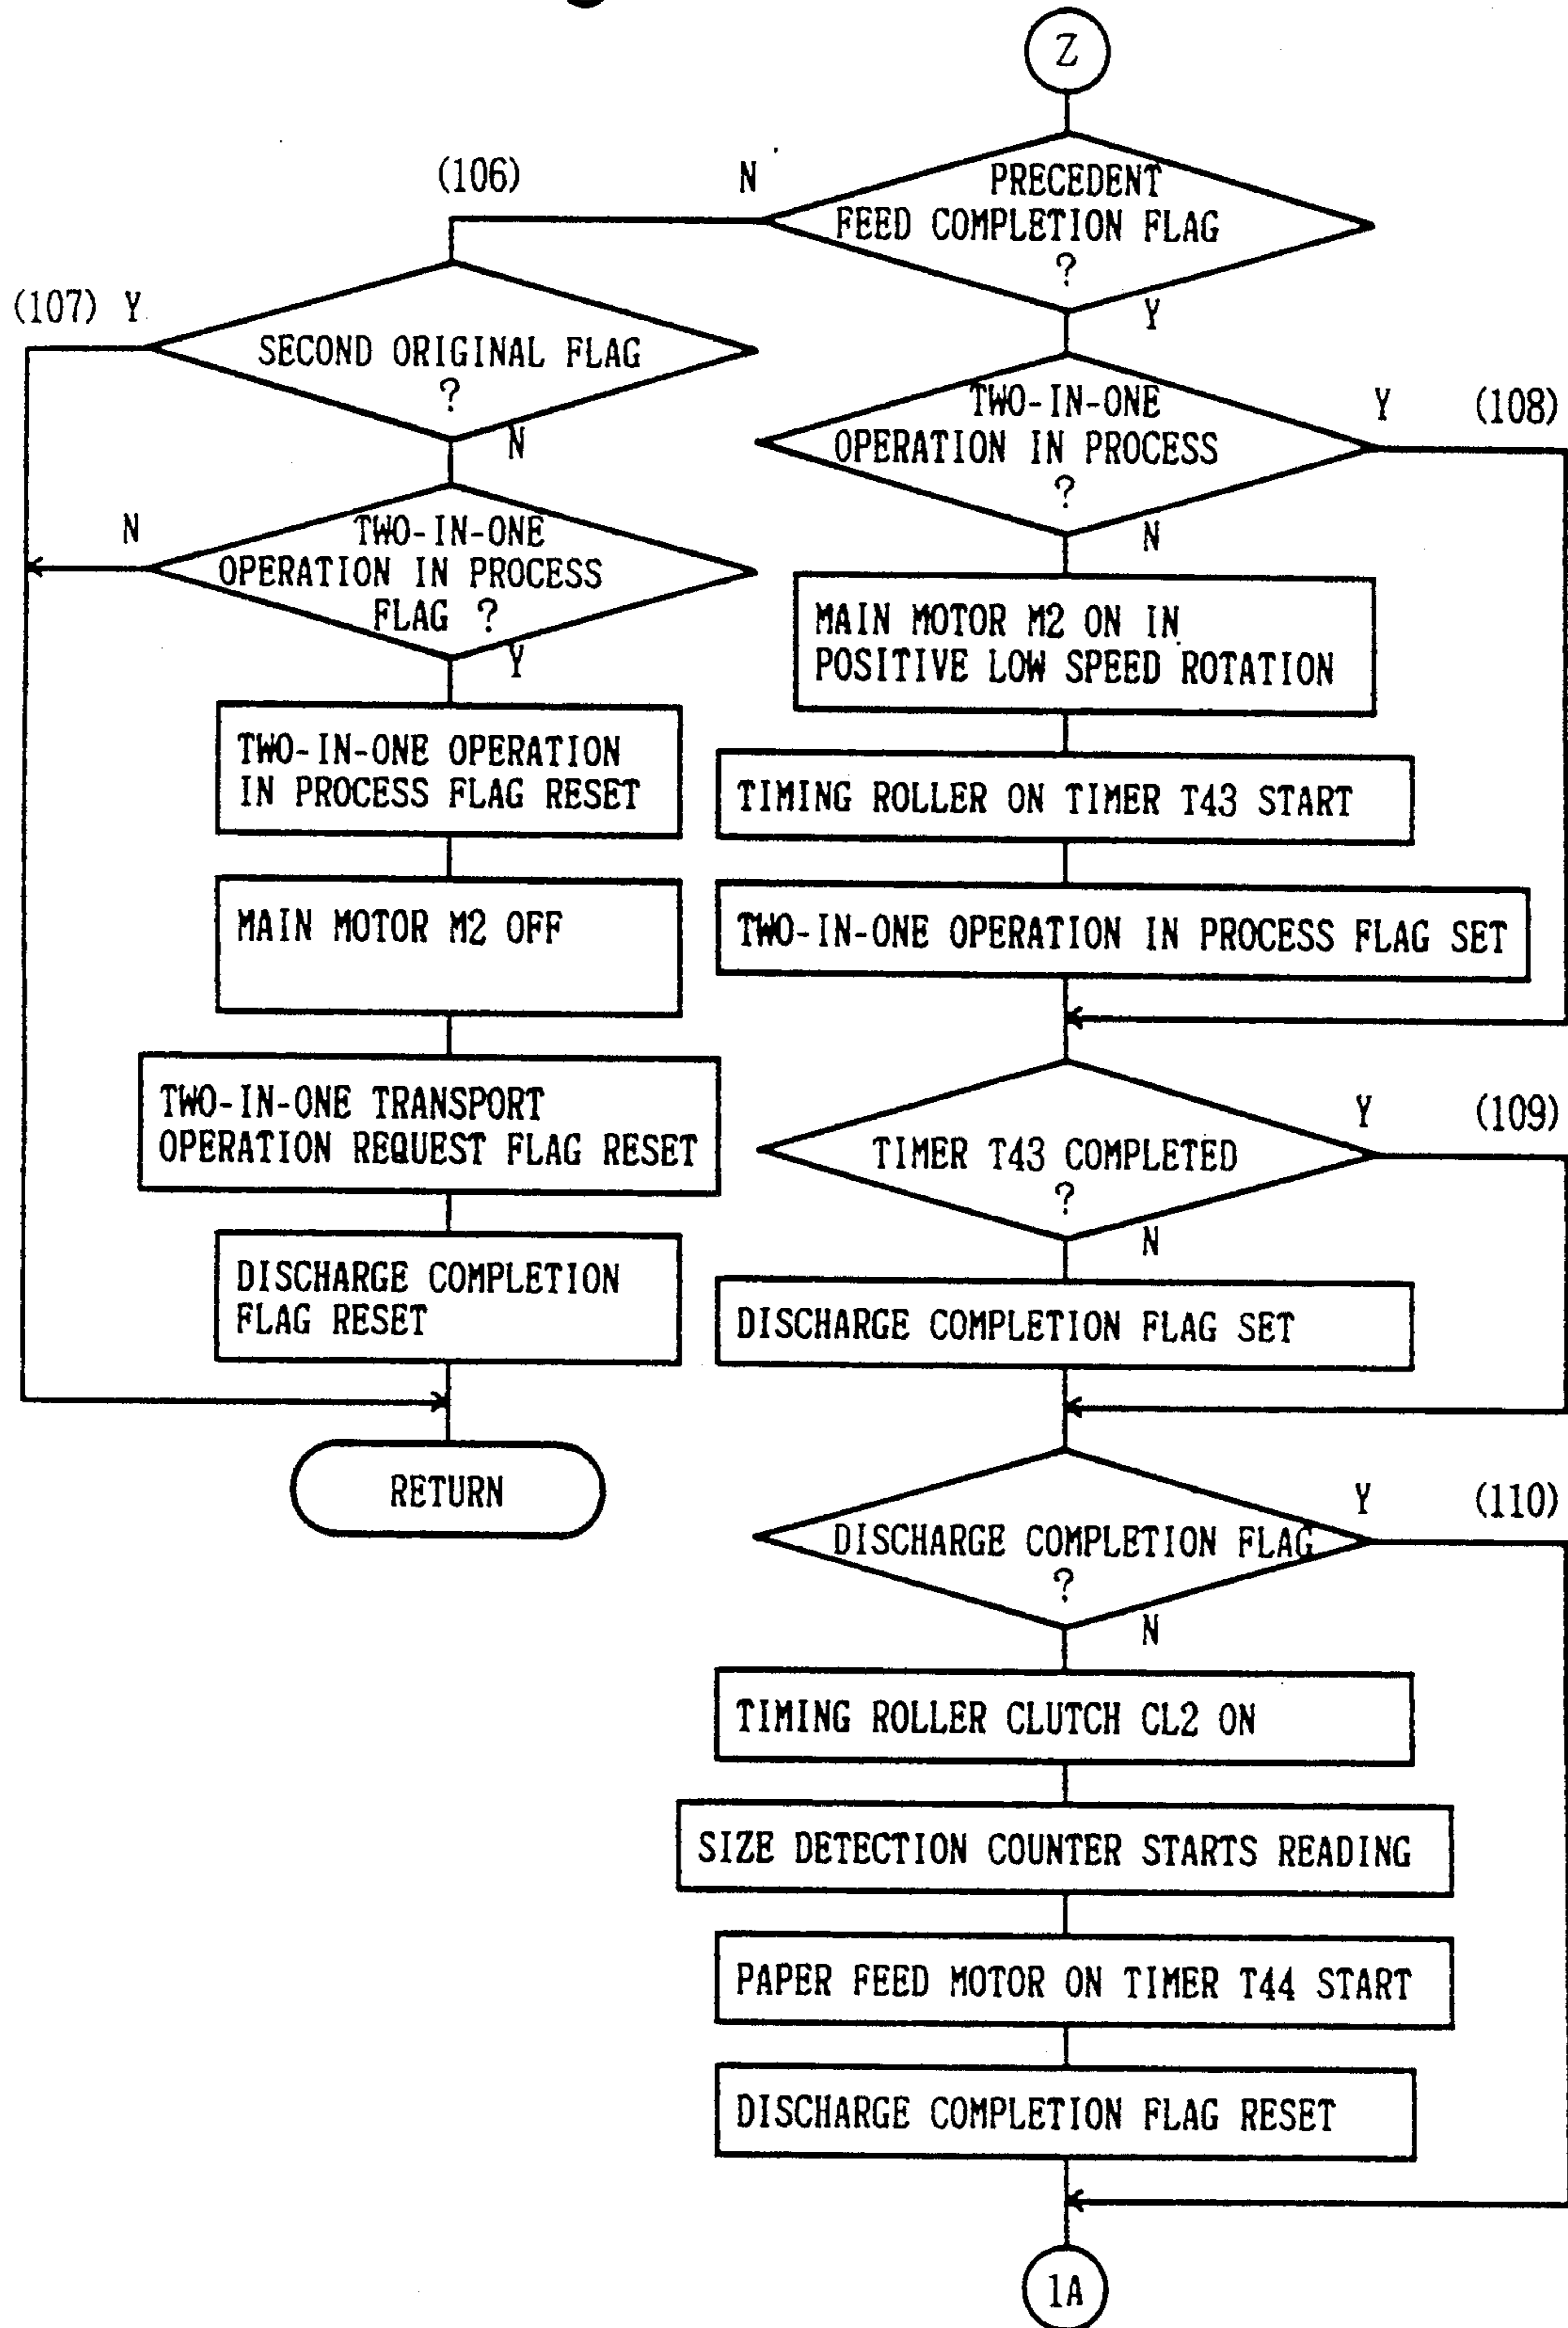 Z
(106)
N
PRECEDENT
FEED COMPLETION FLAG
?
Y
(107) Y
SECOND ORIGINAL FLAG
?
N
TWO-IN-ONE
OPERATION IN PROCESS
?
Y (108)
N
N
TWO-IN-ONE
OPERATION IN PROCESS
FLAG ?
Y
MAIN MOTOR M2 ON IN
POSITIVE LOW SPEED ROTATION
TWO-IN-ONE OPERATION
IN PROCESS FLAG RESET
TIMING ROLLER ON TIMER T43 START
MAIN MOTOR M2 OFF
TWO-IN-ONE OPERATION IN PROCESS FLAG SET
TWO-IN-ONE TRANSPORT
OPERATION REQUEST FLAG RESET
TIMER T43 COMPLETED
?
Y (109)
N
DISCHARGE COMPLETION
FLAG RESET
DISCHARGE COMPLETION FLAG SET
RETURN
DISCHARGE COMPLETION FLAG
?
Y (110)
N
TIMING ROLLER CLUTCH CL2 ON
SIZE DETECTION COUNTER STARTS READING
PAPER FEED MOTOR ON TIMER T44 START
DISCHARGE COMPLETION FLAG RESET
1A